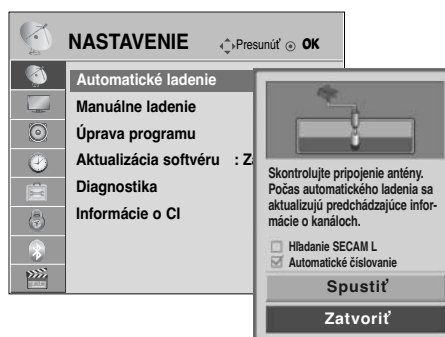 NASTAVENIE Presunúť OK
Automatické ladenie
Manuálne ladenie
Úprava programu
Aktualizácia softvéru : Z
Diagnostika
Informácie o CI
Skontrolujte pripojenie antény.
Počas automatického ladenia sa
aktualizujú predchádzajúce infor-
mácie o kanáloch.
Hľadanie SECAM L
Automatické číslovanie
Spustiť
Zatvoriť